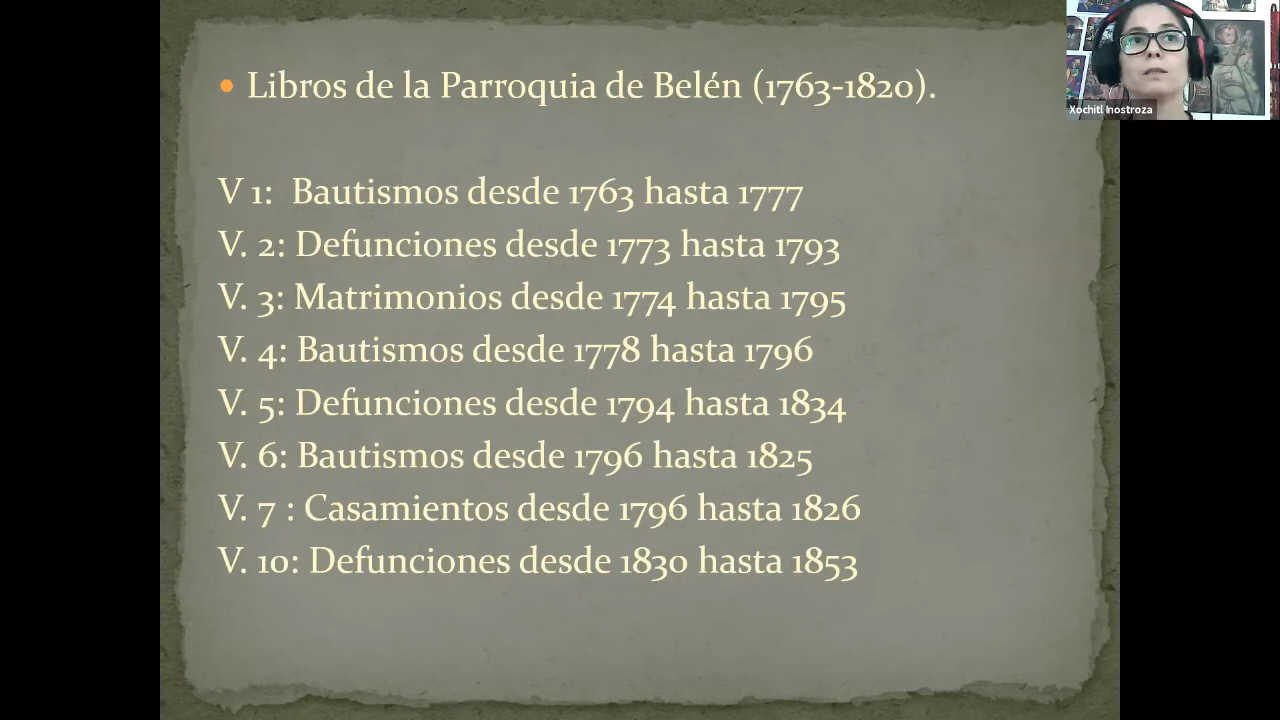 • Libros de la Parroquia de Belén (1763-1820).
V 1: Bautismos desde 1763 hasta 1777
V. 2: Defunciones desde 1773 hasta 1793
V. 3: Matrimonios desde 1774 hasta 1795
V. 4: Bautismos desde 1778 hasta 1796
V. 5: Defunciones desde 1794 hasta 1834
V. 6: Bautismos desde 1796 hasta 1825
V. 7 : Casamientos desde 1796 hasta 1826
V. 10: Defunciones desde 1830 hasta 1853
Xochitl Inostroza